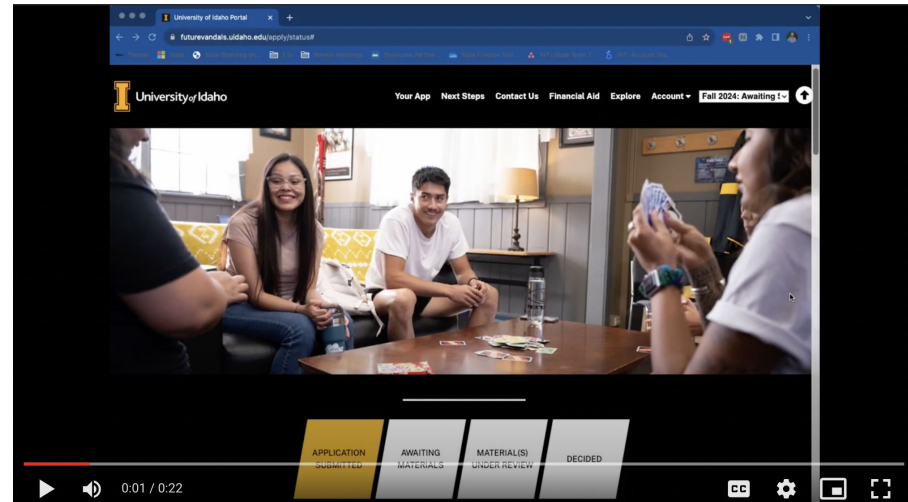 University of Idaho Portal
futurevandals.uidaho.edu/apply/status#
University of Idaho
Your App Next Steps Contact Us Financial Aid Explore Account Fall 2024: Awaiting
APPLICATION SUBMITTED
AWAITING MATERIALS
MATERIAL(S) UNDER REVIEW
DECIDED
0:01 / 0:22
CC